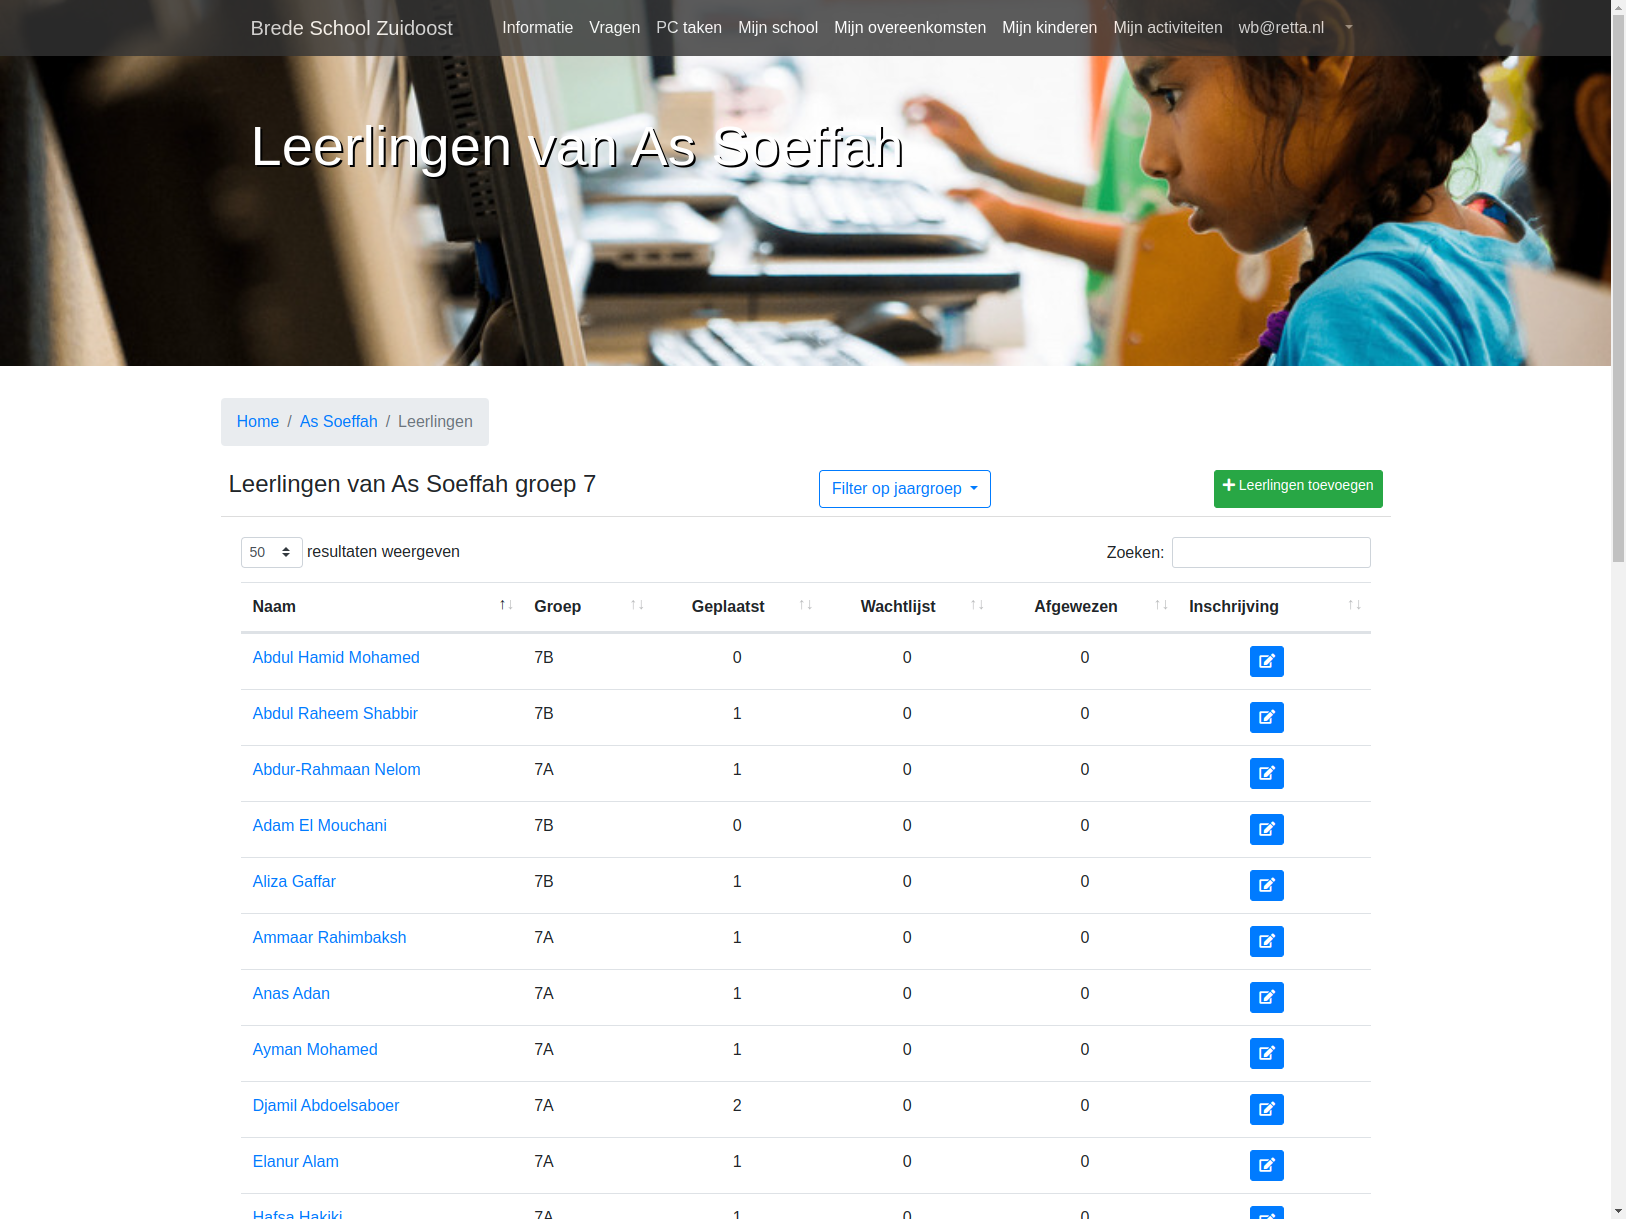 Brede School Zuidoost Informatie Vragen PC taken Mijn school Mijn overeenkomsten Mijn kinderen Mijn activiteiten wb@retta.nl
Leerlingen van As Soeffah
Home / As Soeffah / Leerlingen
Leerlingen van As Soeffah groep 7 Filter op jaargroep Leerlingen toevoegen
50 resultaten weergeven Zoeken:
Naam Groep Geplaatst Wachtlijst Afgewezen Inschrijving
Abdul Hamid Mohamed 7B 0 0 0
Abdul Raheem Shabbir 7B 1 0 0
Abdur-Rahmaan Nelom 7A 1 0 0
Adam El Mouchani 7B 0 0 0
Aliza Gaffar 7B 1 0 0
Ammaar Rahimbaksh 7A 1 0 0
Anas Adan 7A 1 0 0
Ayman Mohamed 7A 1 0 0
Djamil Abdoelsaboer 7A 2 0 0
Elanur Alam 7A 1 0 0
Hafsa Hakiki 7A 1 0 0